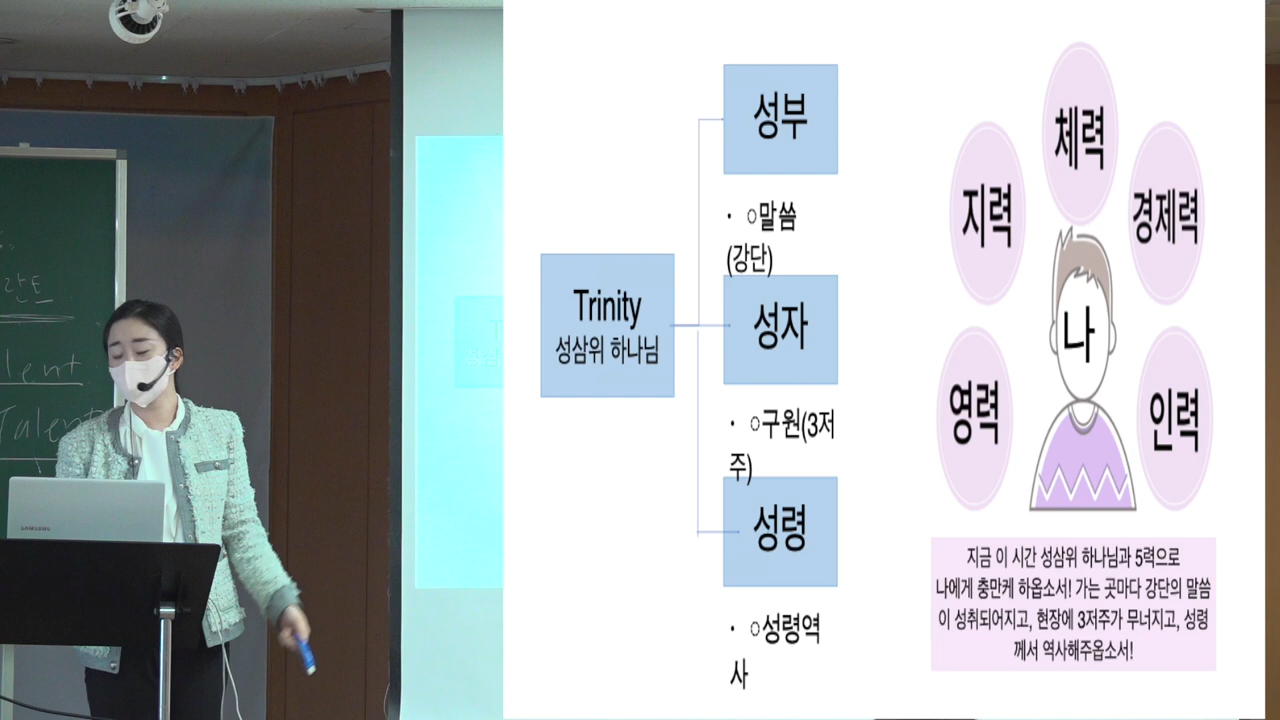 란트
lent
Talent
SAMSUNG
성부
· ㅇ말씀
(강단)
Trinity
성삼위 하나님
성자
· ㅇ구원(3저
주)
성령
· ㅇ성령역
사
체력
지력
경제력
나
영력
인력
지금 이 시간 성삼위 하나님과 5력으로
나에게 충만케 하옵소서! 가는 곳마다 강단의 말씀
이 성취되어지고, 현장에 3저주가 무너지고, 성령
께서 역사해주옵소서!